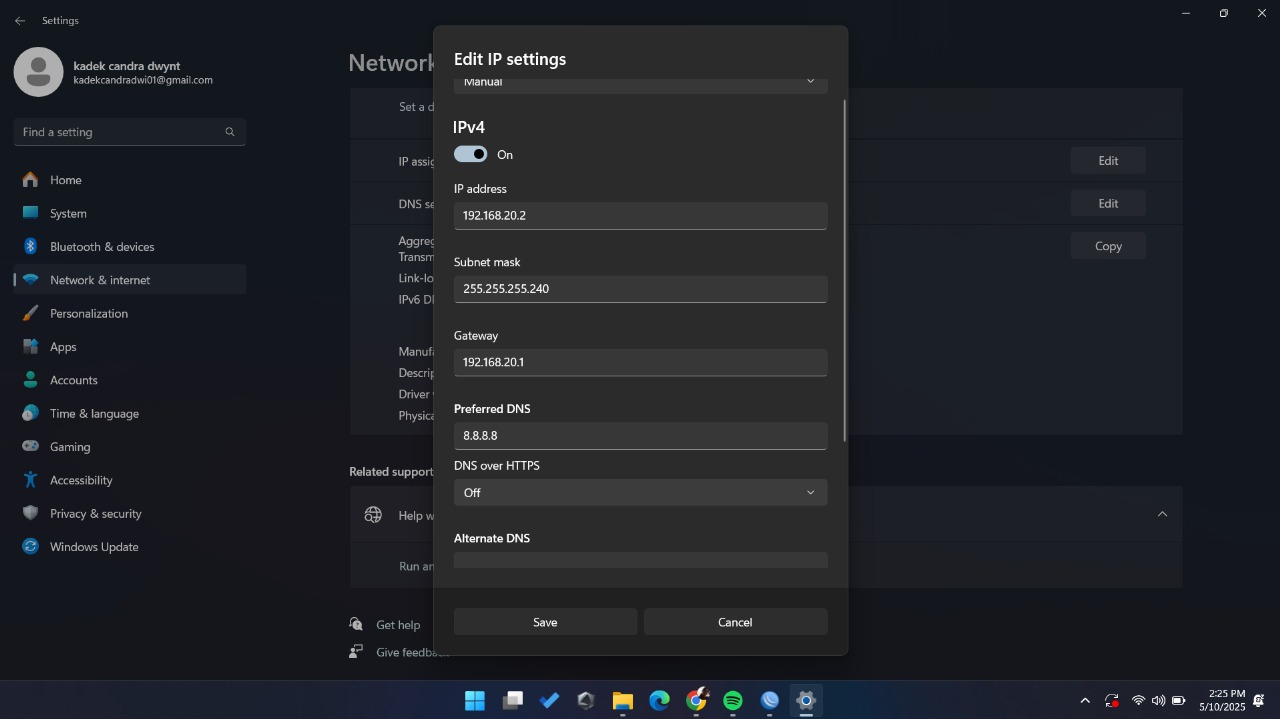 Settings
kadek candra dwynt
kadekcandradwi01@gmail.com
Find a setting
Home
System
Bluetooth & devices
Network & internet
Personalization
Apps
Accounts
Time & language
Gaming
Accessibility
Privacy & security
Windows Update
Network
Set a d
IP assig
Edit
DNS se
Edit
Aggreg
Transm
Copy
Link-lo
IPv6 D
Manufa
Descrip
Driver
Physica
Related support
Help w
Run an
Get help
Give feedba
Edit IP settings
Manual
IPv4
On
IP address
192.168.20.2
Subnet mask
255.255.255.240
Gateway
192.168.20.1
Preferred DNS
8.8.8.8
DNS over HTTPS
Off
Alternate DNS
Save
Cancel
2:25 PM
5/10/2025